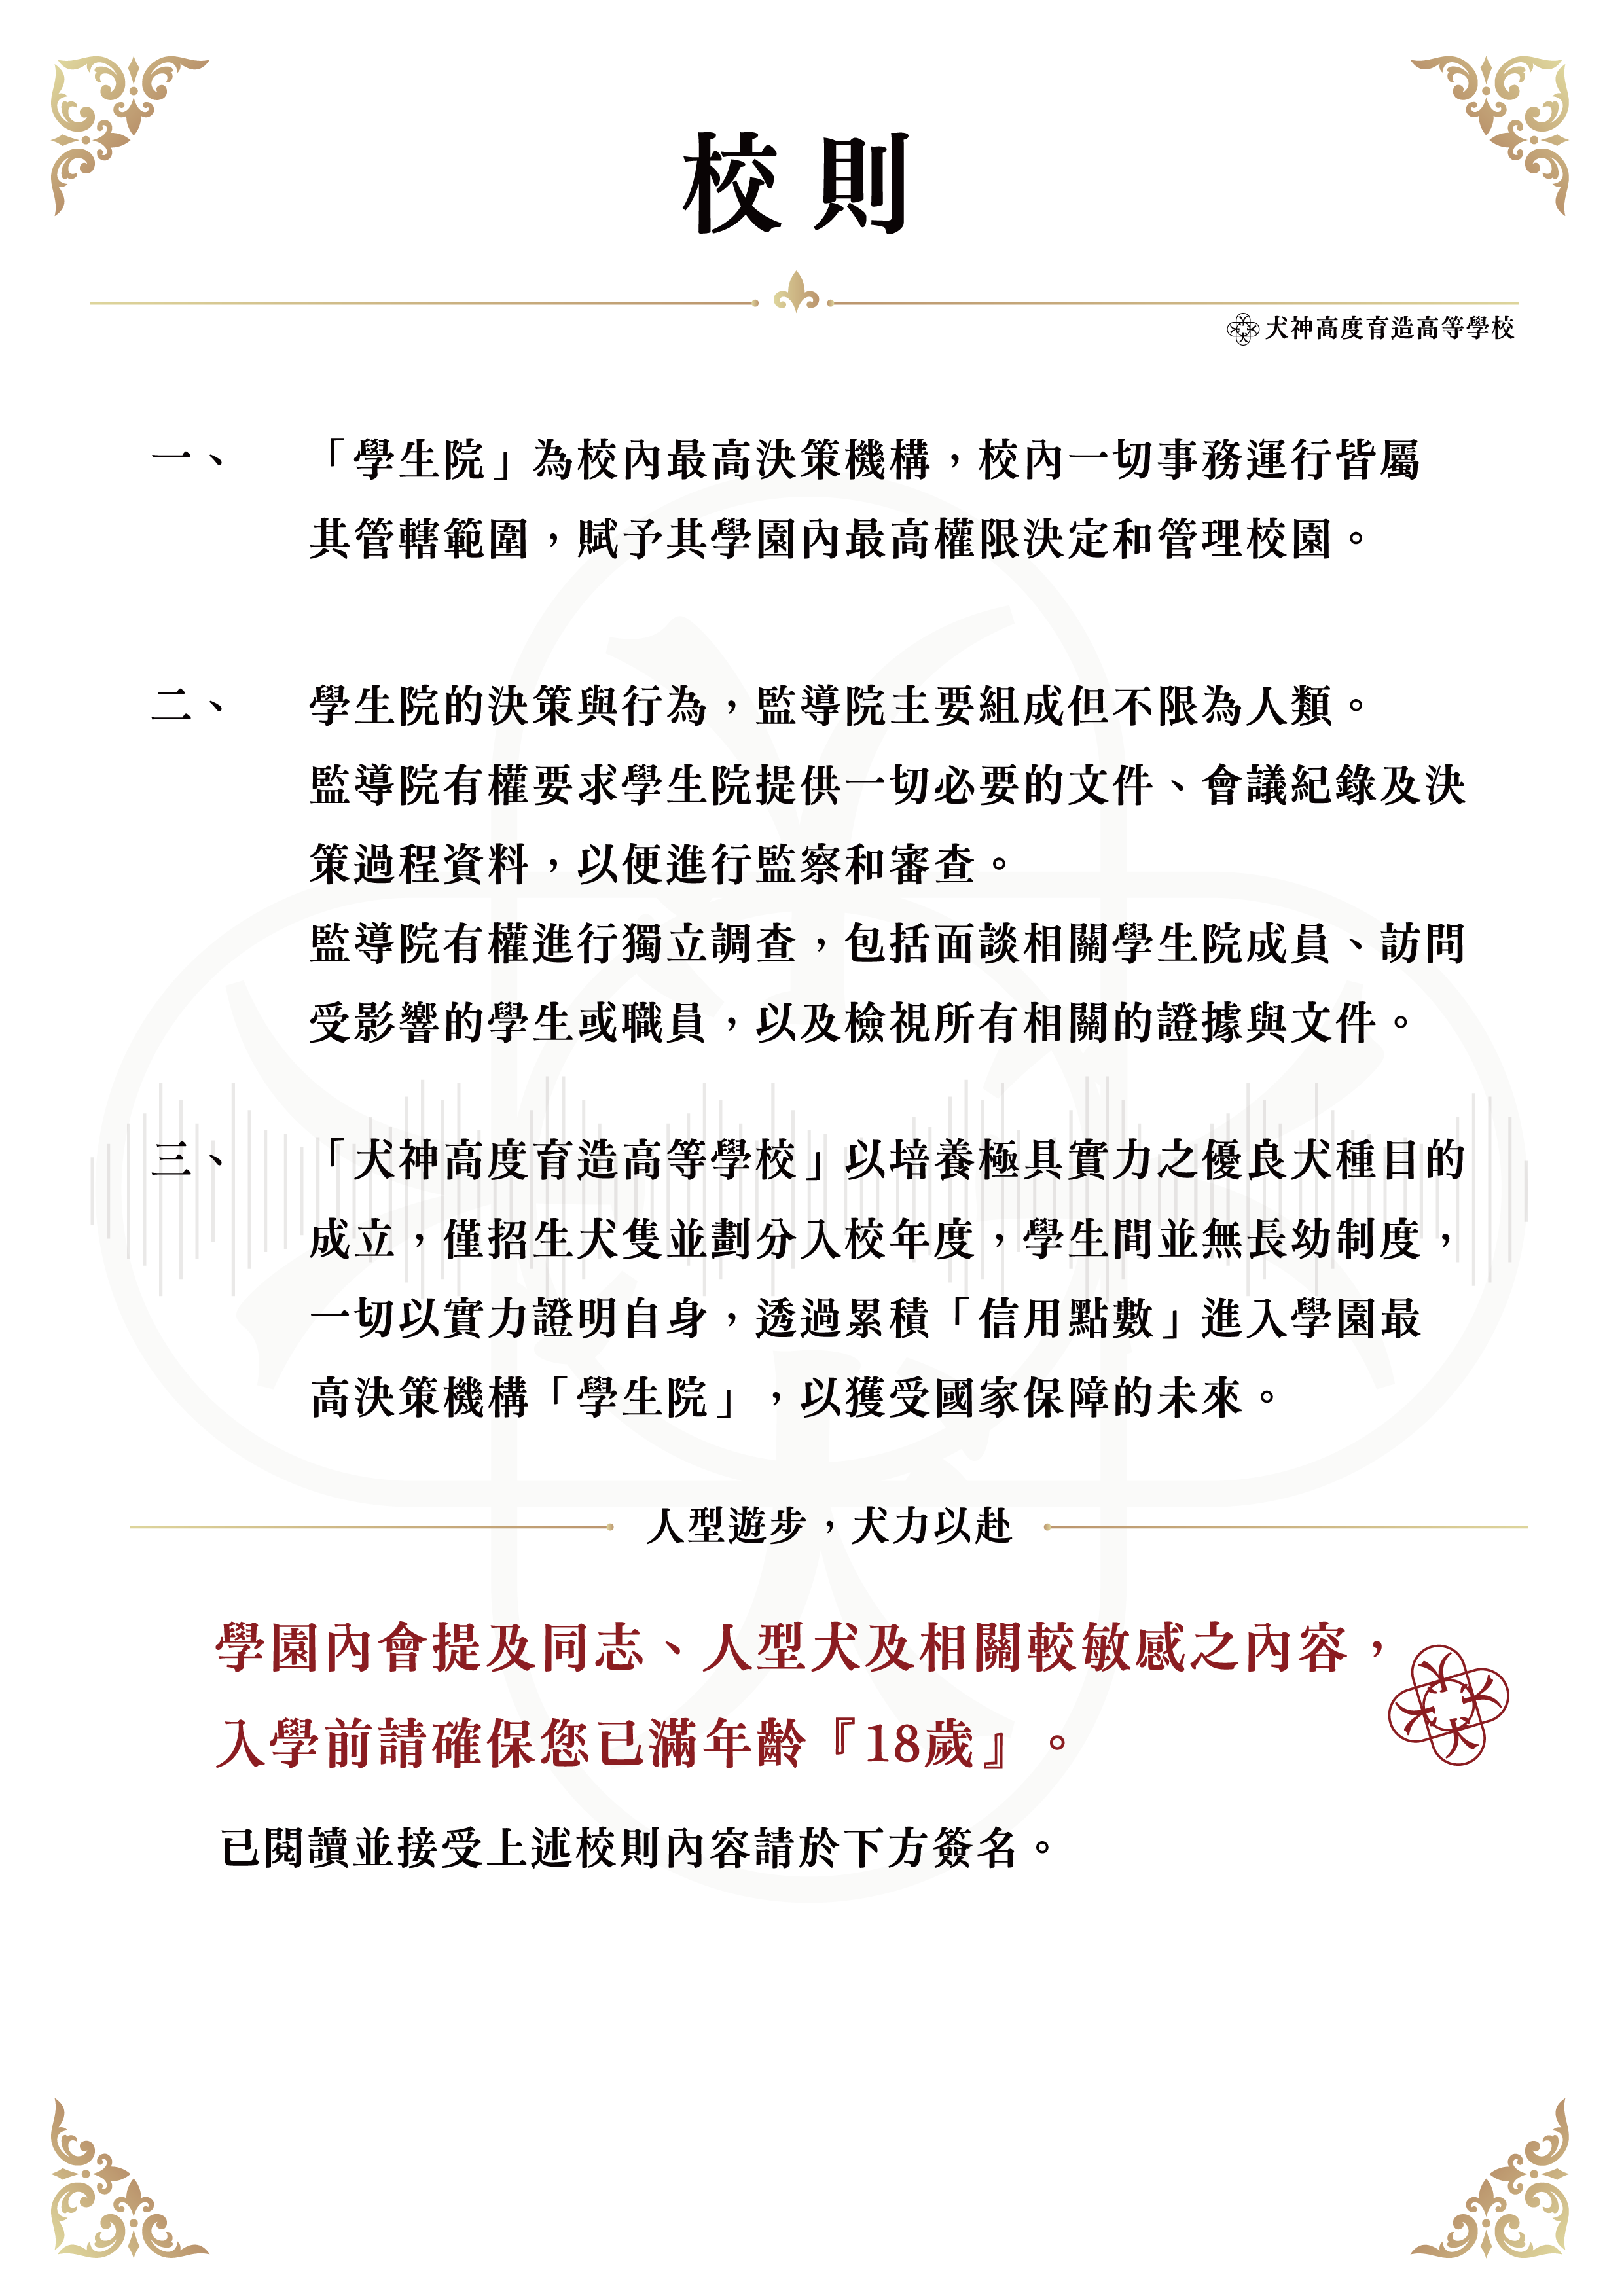 校則
犬神高度育造高等學校
一、 「學生院」為校內最高決策機構，校內一切事務運行皆屬
其管轄範圍，賦予其學園內最高權限決定和管理校園。
二、 學生院的決策與行為，監導院主要組成但不限為人類。
監導院有權要求學生院提供一切必要的文件、會議紀錄及決
策過程資料，以便進行監察和審查。
監導院有權進行獨立調查，包括面談相關學生院成員、訪問
受影響的學生或職員，以及檢視所有相關的證據與文件。
三、 「犬神高度育造高等學校」以培養極具實力之優良犬種目的
成立，僅招生犬隻並劃分入校年度，學生間並無長幼制度，
一切以實力證明自身，透過累積「信用點數」進入學園最
高決策機構「學生院」，以獲受國家保障的未來。
人型遊步，犬力以赴
學園內會提及同志、人型犬及相關較敏感之內容，
入學前請確保您已滿年齡『18歲』。
犬犬犬犬
已閱讀並接受上述校則內容請於下方簽名。